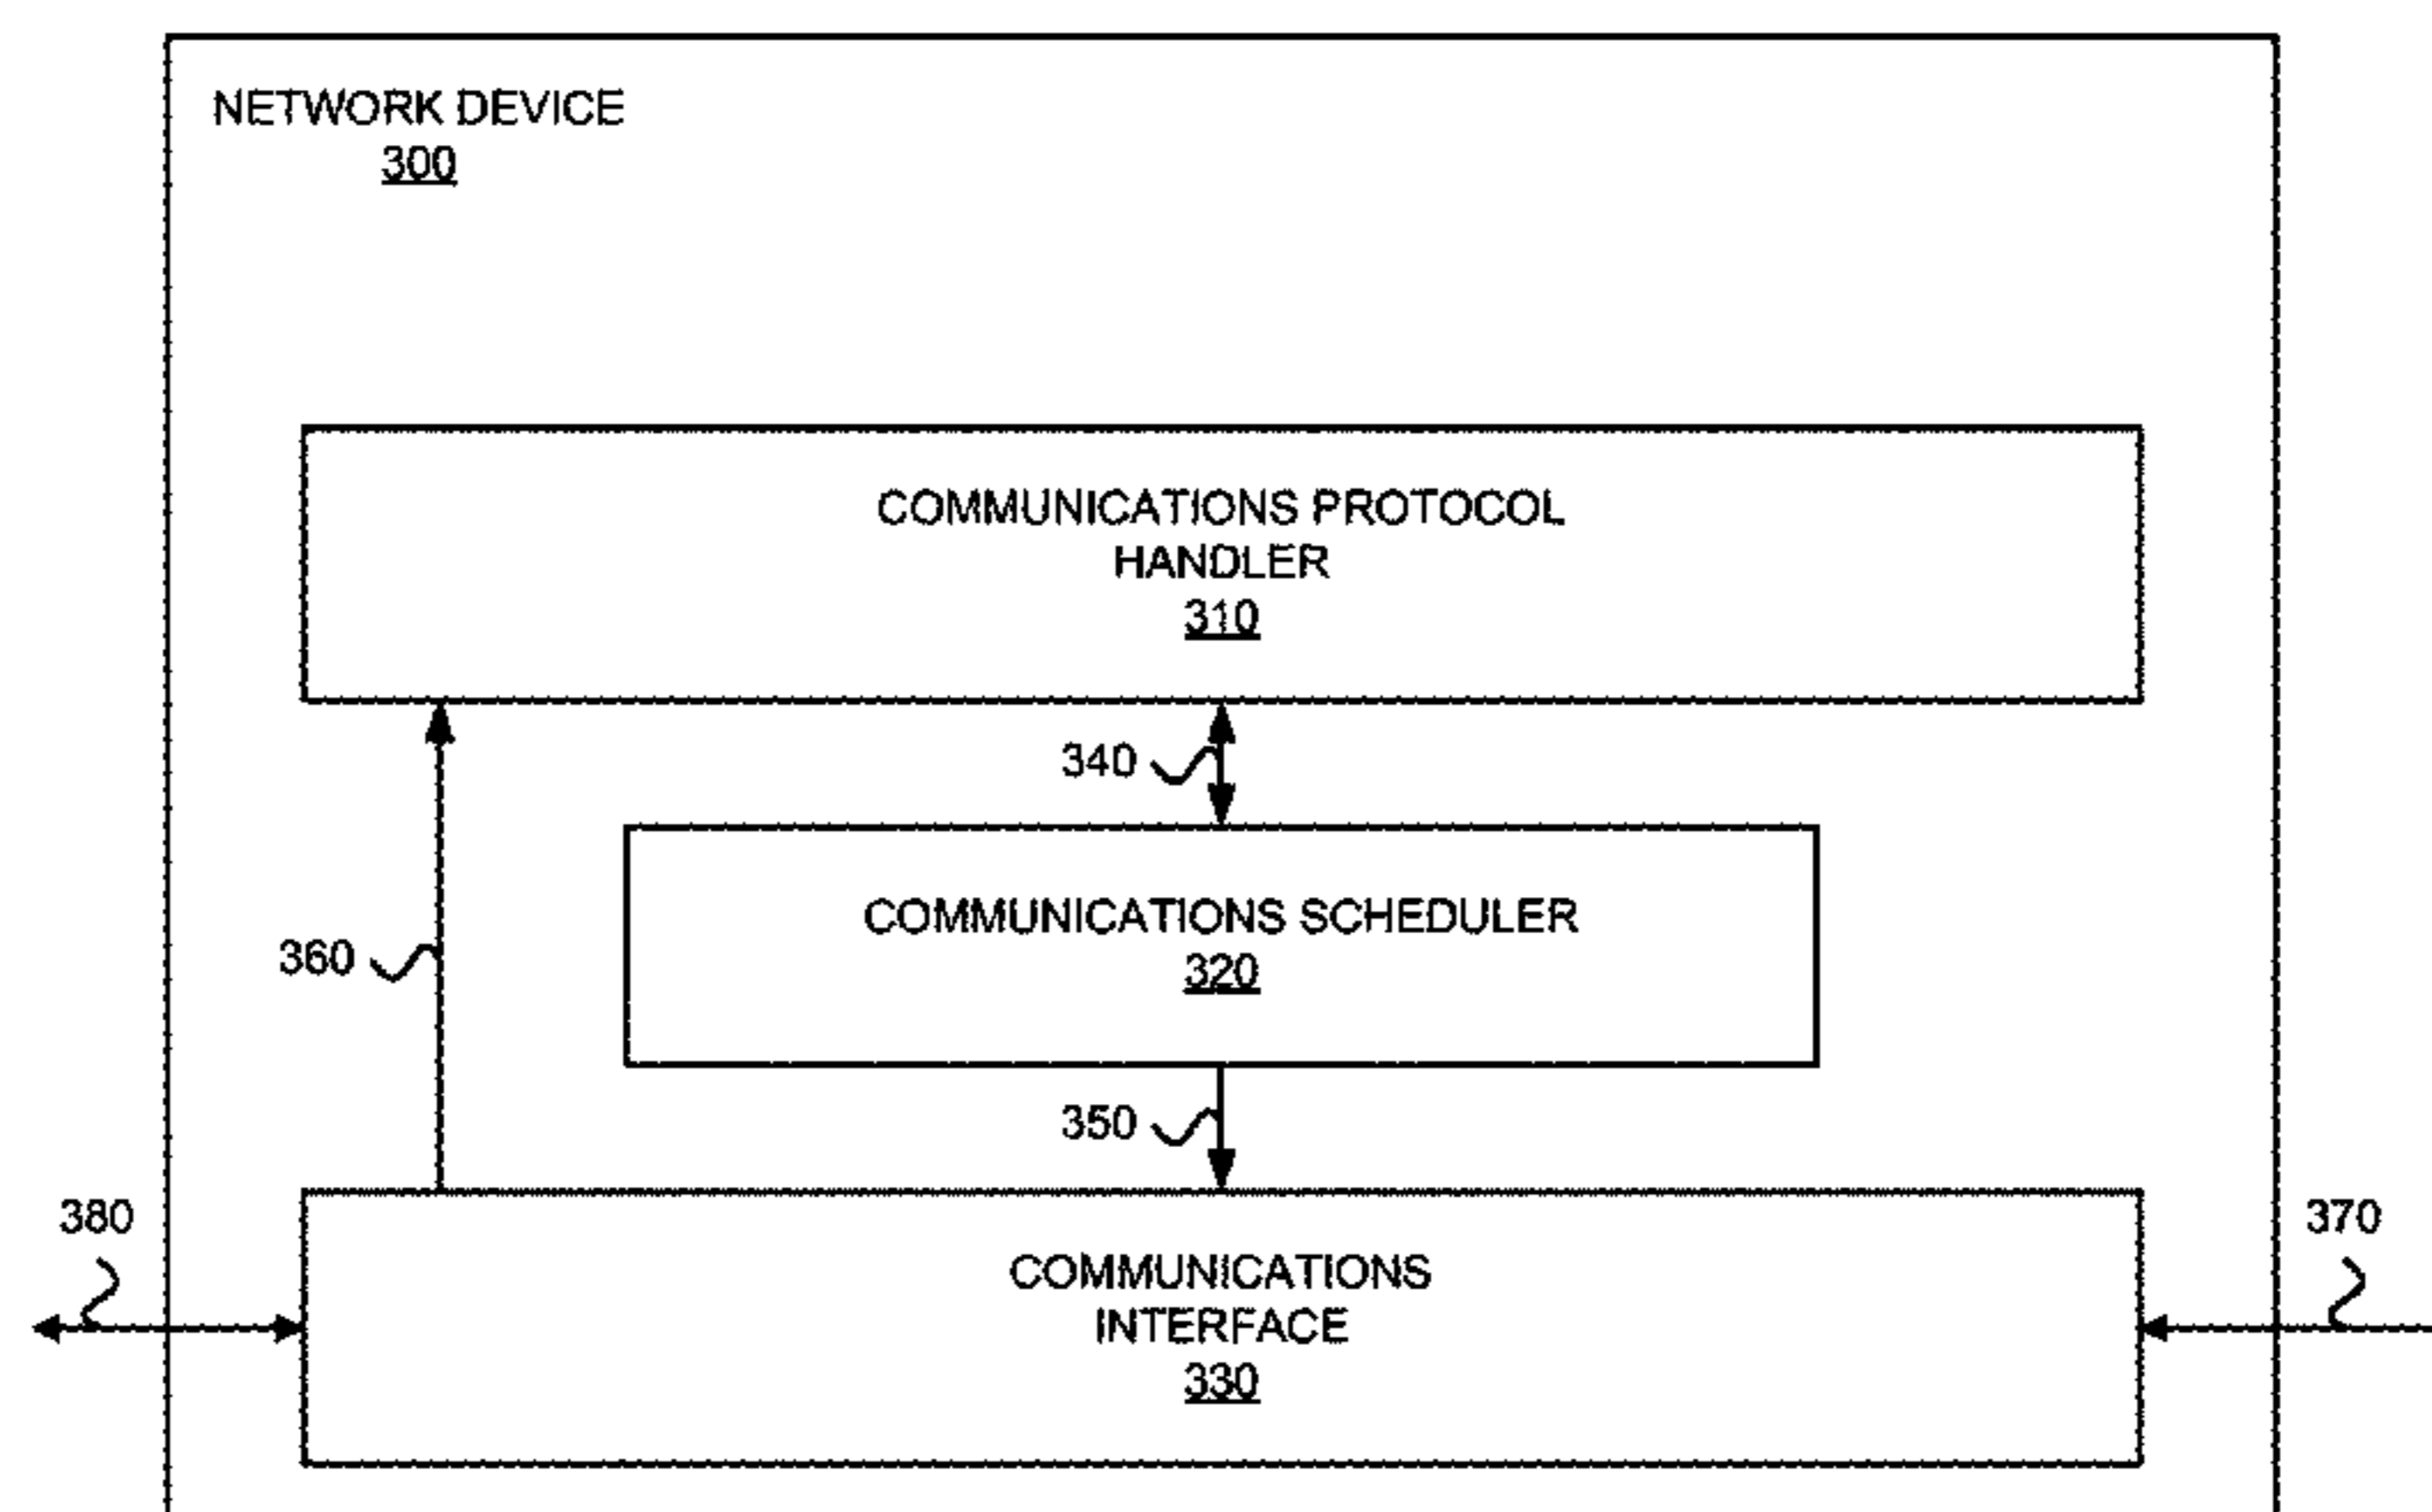 NETWORK DEVICE
300
COMMUNICATIONS PROTOCOL
HANDLER
310
340
COMMUNICATIONS SCHEDULER
320
360
350
380
370
COMMUNICATIONS
INTERFACE
330